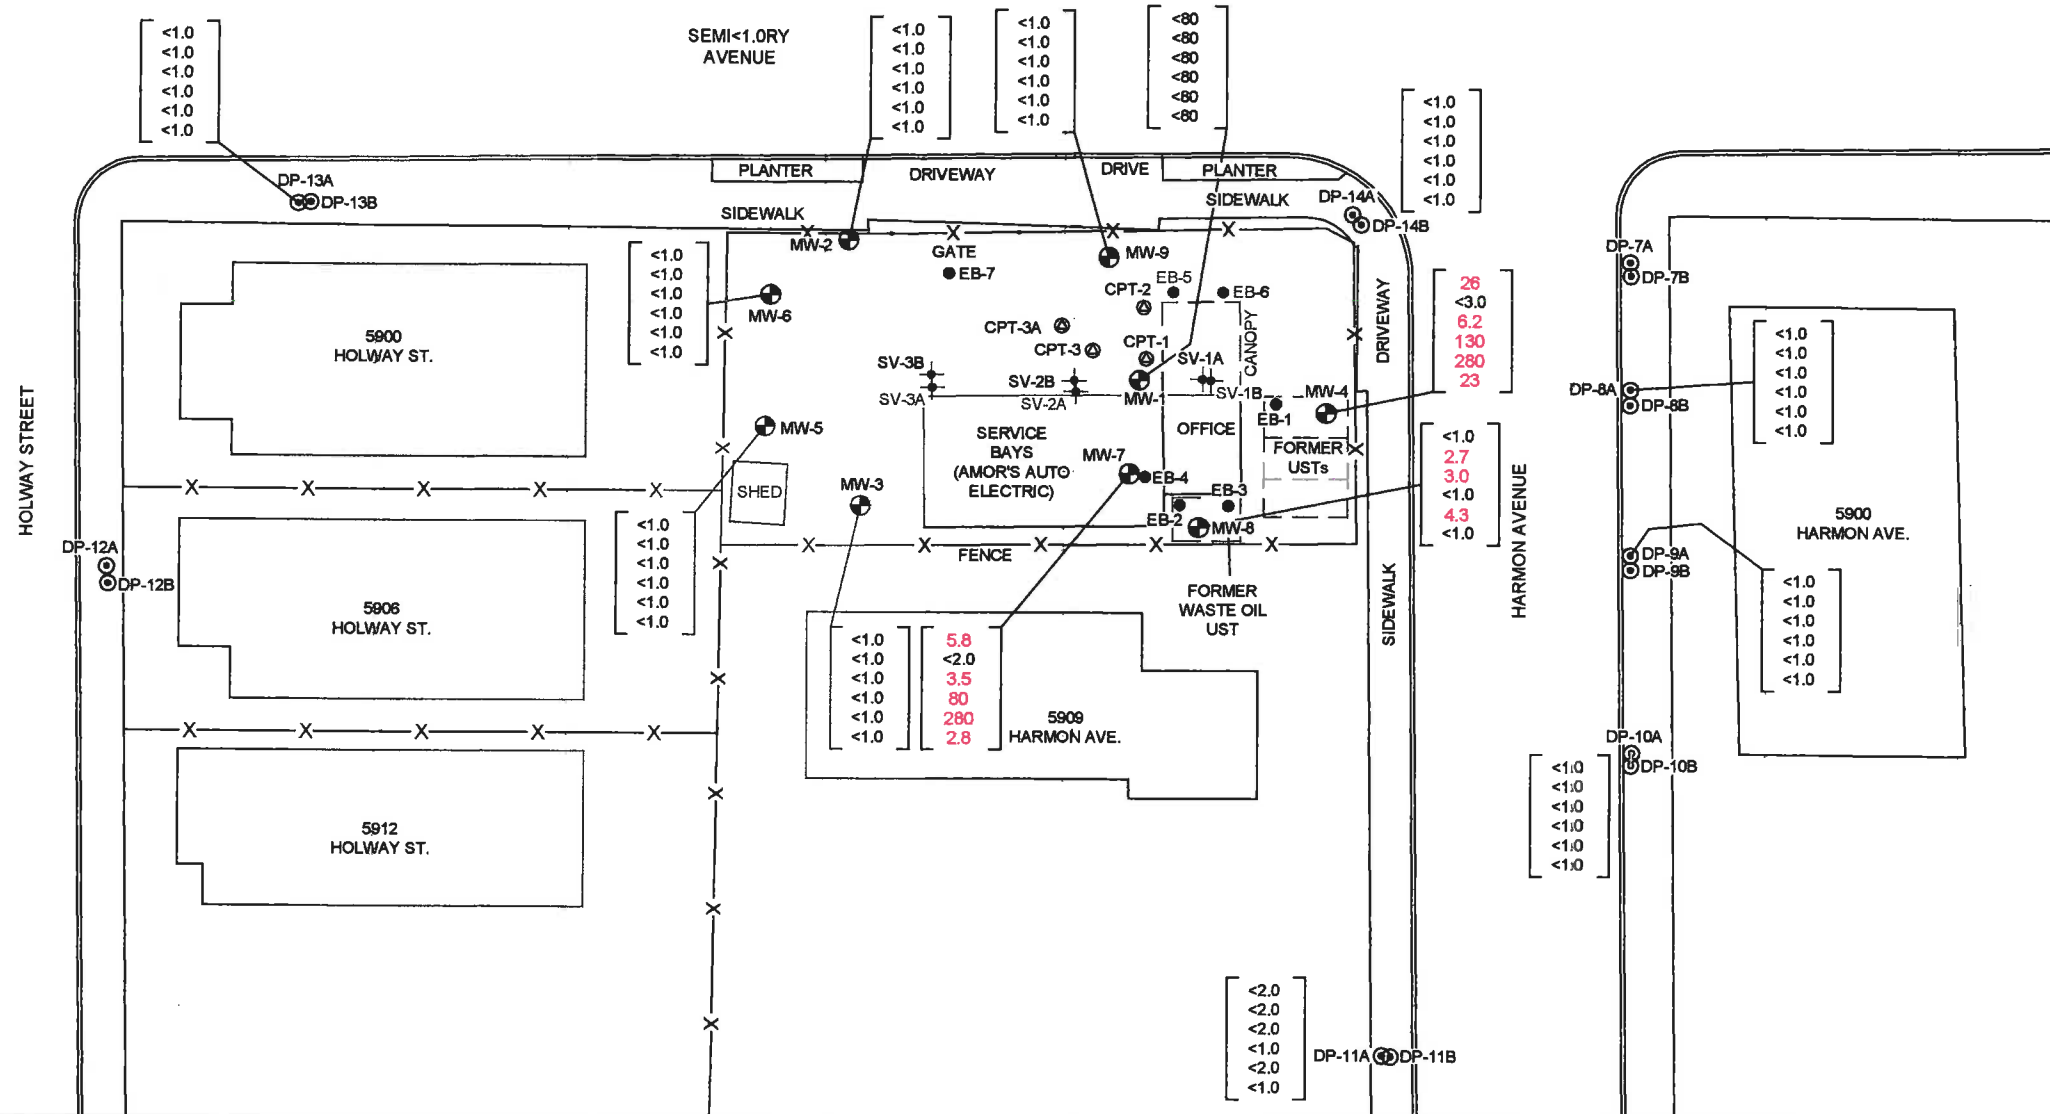 <1.0
<1.0
<1.0
<1.0
<1.0
<1.0
SEMI<1.0RY
AVENUE
<1.0
<1.0
<1.0
<1.0
<1.0
<1.0
<1.0
<1.0
<1.0
<1.0
<1.0
<1.0
<80
<80
<80
<80
<80
<80
<1.0
<1.0
<1.0
<1.0
<1.0
<1.0
PLANTER
DRIVEWAY
DRIVE
PLANTER
DP-13A
DP-13B
SIDEWALK
SIDEWALK
DP-14A
DP-14B
MW-2
GATE
EB-7
MW-9
DP-7A
DP-7B
<1.0
<1.0
<1.0
<1.0
<1.0
<1.0
MW-6
CPT-2
EB-5
EB-6
CANOPY
DRIVEWAY
26
<3.0
6.2
130
280
23
5900
HOLWAY ST.
CPT-3A
CPT-3
CPT-1
SV-1A
SV-3B
SV-3A
SV-2B
SV-2A
MW-1
SV-1B
MW-4
EB-1
DP-8A
DP-8B
<1.0
<1.0
<1.0
<1.0
<1.0
<1.0
HOLWAY STREET
MW-5
SERVICE
BAYS
(AMOR'S AUTO
ELECTRIC)
OFFICE
FORMER
USTs
MW-7
EB-4
<1.0
2.7
3.0
<1.0
4.3
<1.0
SHED
MW-3
EB-3
EB-2
MW-8
HARMON AVENUE
5900
HARMON AVE.
DP-12A
DP-12B
<1.0
<1.0
<1.0
<1.0
<1.0
<1.0
FENCE
DP-9A
DP-9B
<1.0
<1.0
<1.0
<1.0
<1.0
<1.0
FORMER
WASTE OIL
UST
SIDEWALK
5906
HOLWAY ST.
<1.0
<1.0
<1.0
<1.0
<1.0
<1.0
5.8
<2.0
3.5
80
280
2.8
5909
HARMON AVE.
DP-10A
DP-10B
<1.0
<1.0
<1.0
<1.0
<1.0
<1.0
5912
HOLWAY ST.
<2.0
<2.0
<2.0
<1.0
<2.0
<1.0
DP-11A
DP-11B